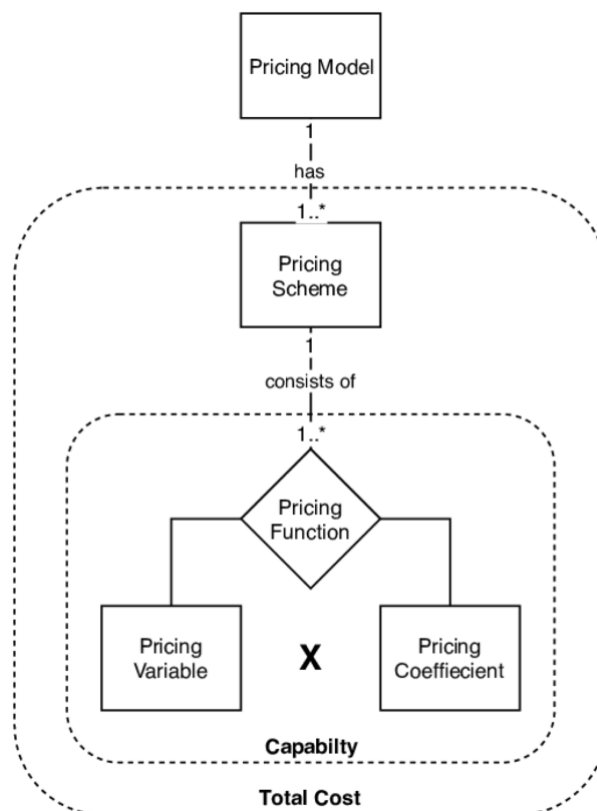 Pricing Model
1
has
1..*
Pricing
Scheme
1
consists of
1..*
Pricing
Function
Pricing
Variable
X
Pricing
Coeffiecient
Capabilty
Total Cost